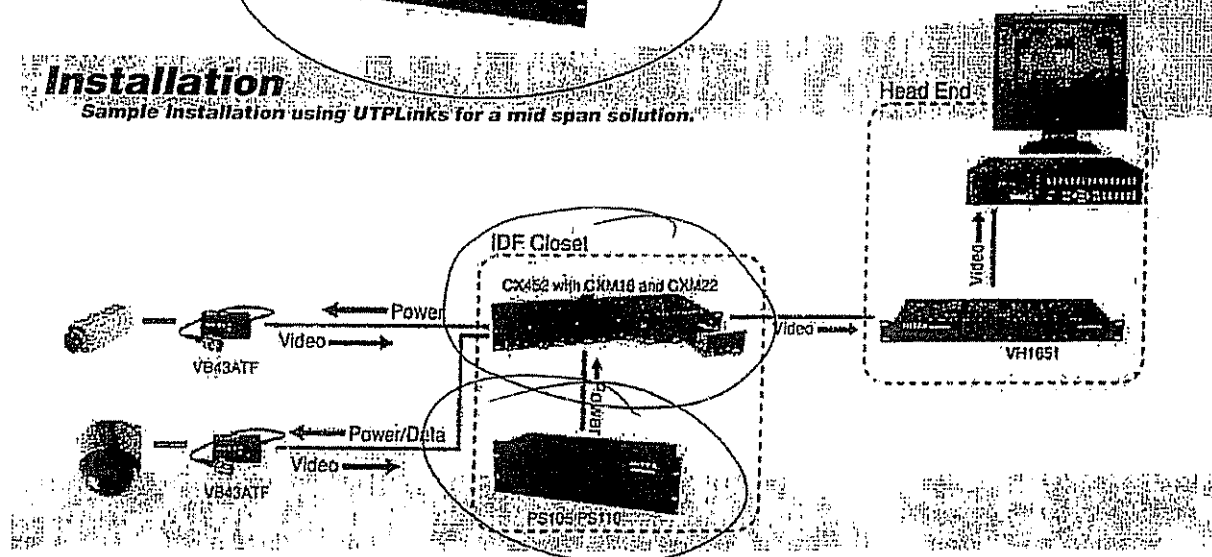 Installation
Sample Installation using UTPLinks for a mid span solution.
Head End
IDF Closet
CX452 with CXM16 and CXM22
Power
Video
VB43ATF
Video
Video
VH1651
Power
Power/Data
Video
VB43ATF
PS105/PS110